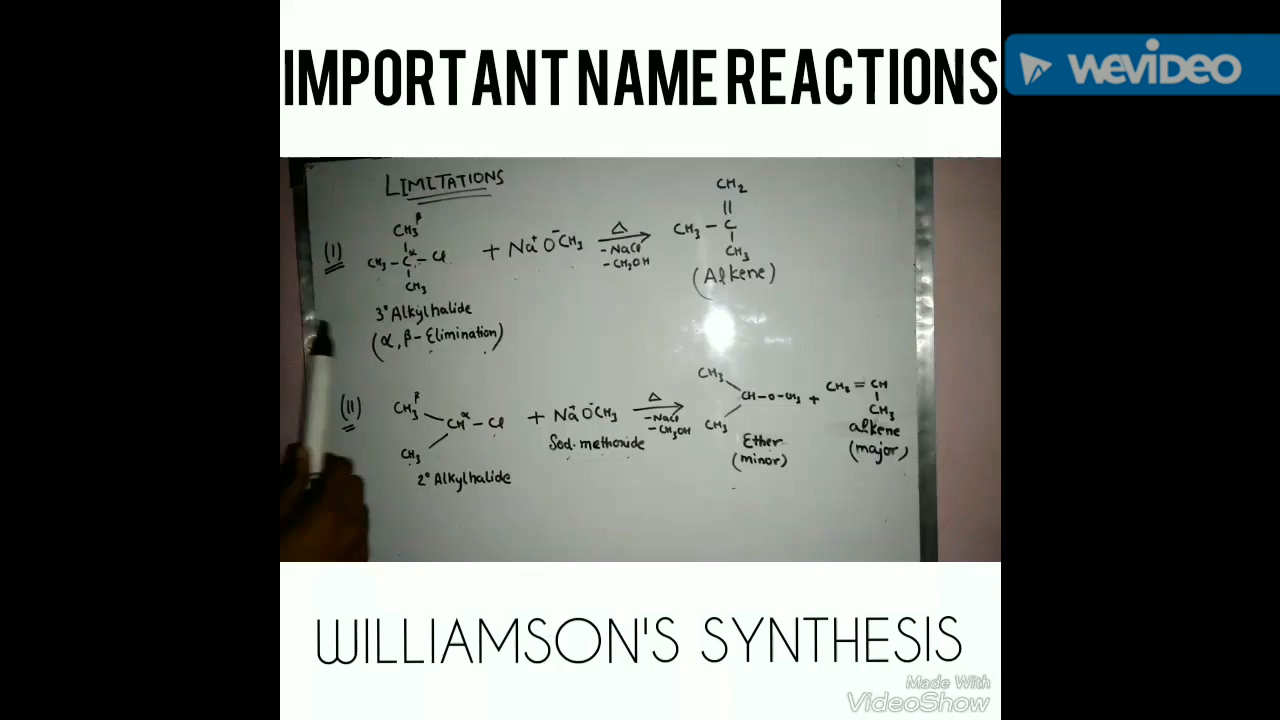 IMPORTANT NAME REACTIONS
WEVIDEO
LIMITATIONS
(I)
CH₃^β
CH₃ – C^α – Cl
CH₃
+ Na⁺ O⁻CH₃
Δ
– NaCl
– CH₃OH
CH₂
||
CH₃ – C
CH₃
(Alkene)
3° Alkylhalide
(α, β – Elimination)
(II)
CH₃^β
CH^α – Cl
CH₃
2° Alkylhalide
+ Na⁺ O⁻CH₃
Sod. methoxide
Δ
– NaCl
– CH₃OH
CH₃
CH – O – CH₃ +
CH₃
Ether
(minor)
CH₂ = CH
CH₃
alkene
(major)
WILLIAMSON'S SYNTHESIS
Made With
VideoShow